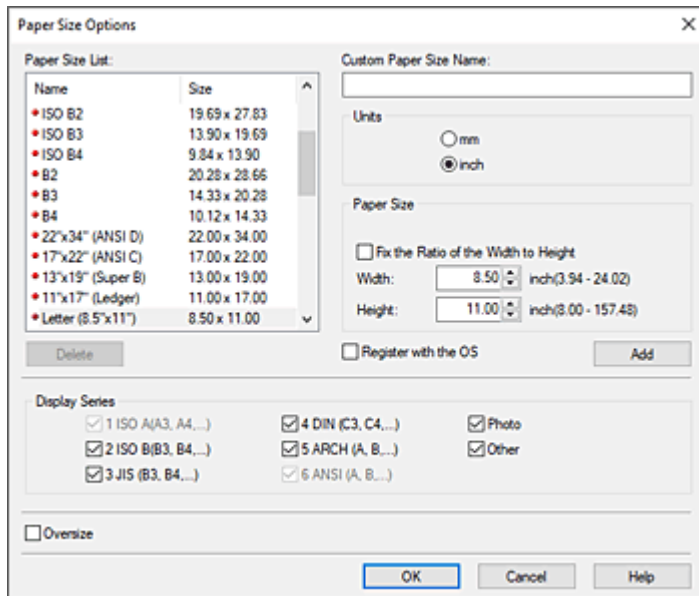 Paper Size Options
Paper Size List:
Name Size
ISO B2 19.69 x 27.83
ISO B3 13.90 x 19.69
ISO B4 9.84 x 13.90
B2 20.28 x 28.66
B3 14.33 x 20.28
B4 10.12 x 14.33
22"x34" (ANSI D) 22.00 x 34.00
17"x22" (ANSI C) 17.00 x 22.00
13"x19" (Super B) 13.00 x 19.00
11"x17" (Ledger) 11.00 x 17.00
Letter (8.5"x11") 8.50 x 11.00
Delete
Custom Paper Size Name:
Units
mm
inch
Paper Size
Fix the Ratio of the Width to Height
Width: 8.50 inch(3.94 - 24.02)
Height: 11.00 inch(8.00 - 157.48)
Register with the OS Add
Display Series
1 ISO A(A3, A4,...) 4 DIN (C3, C4,...) Photo
2 ISO B(B3, B4,...) 5 ARCH (A, B,...) Other
3 JIS (B3, B4,...) 6 ANSI (A, B,...)
Oversize
OK Cancel Help